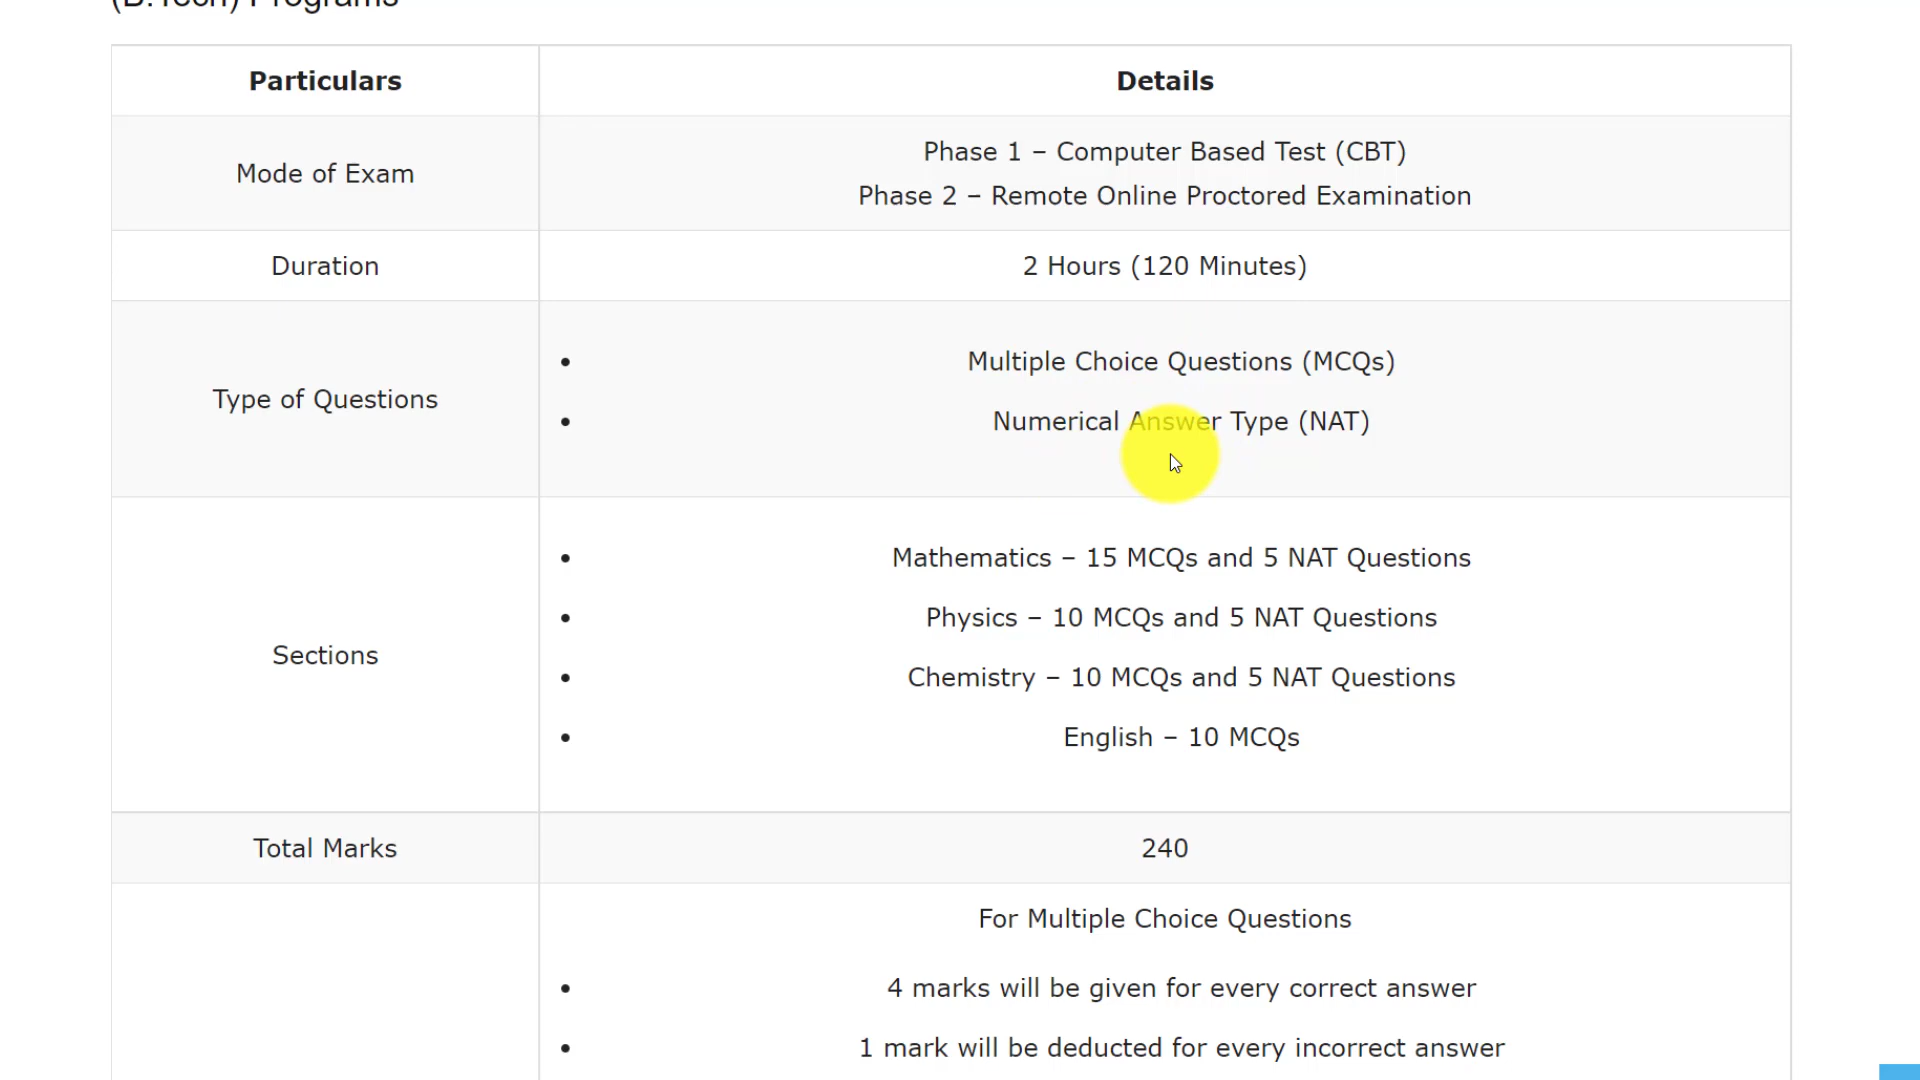 (B.Tech) Programs
Particulars
Details
Mode of Exam
Phase 1 – Computer Based Test (CBT)
Phase 2 – Remote Online Proctored Examination
Duration
2 Hours (120 Minutes)
Type of Questions
• Multiple Choice Questions (MCQs)
• Numerical Answer Type (NAT)
Sections
• Mathematics – 15 MCQs and 5 NAT Questions
• Physics – 10 MCQs and 5 NAT Questions
• Chemistry – 10 MCQs and 5 NAT Questions
• English – 10 MCQs
Total Marks
240
For Multiple Choice Questions
• 4 marks will be given for every correct answer
• 1 mark will be deducted for every incorrect answer